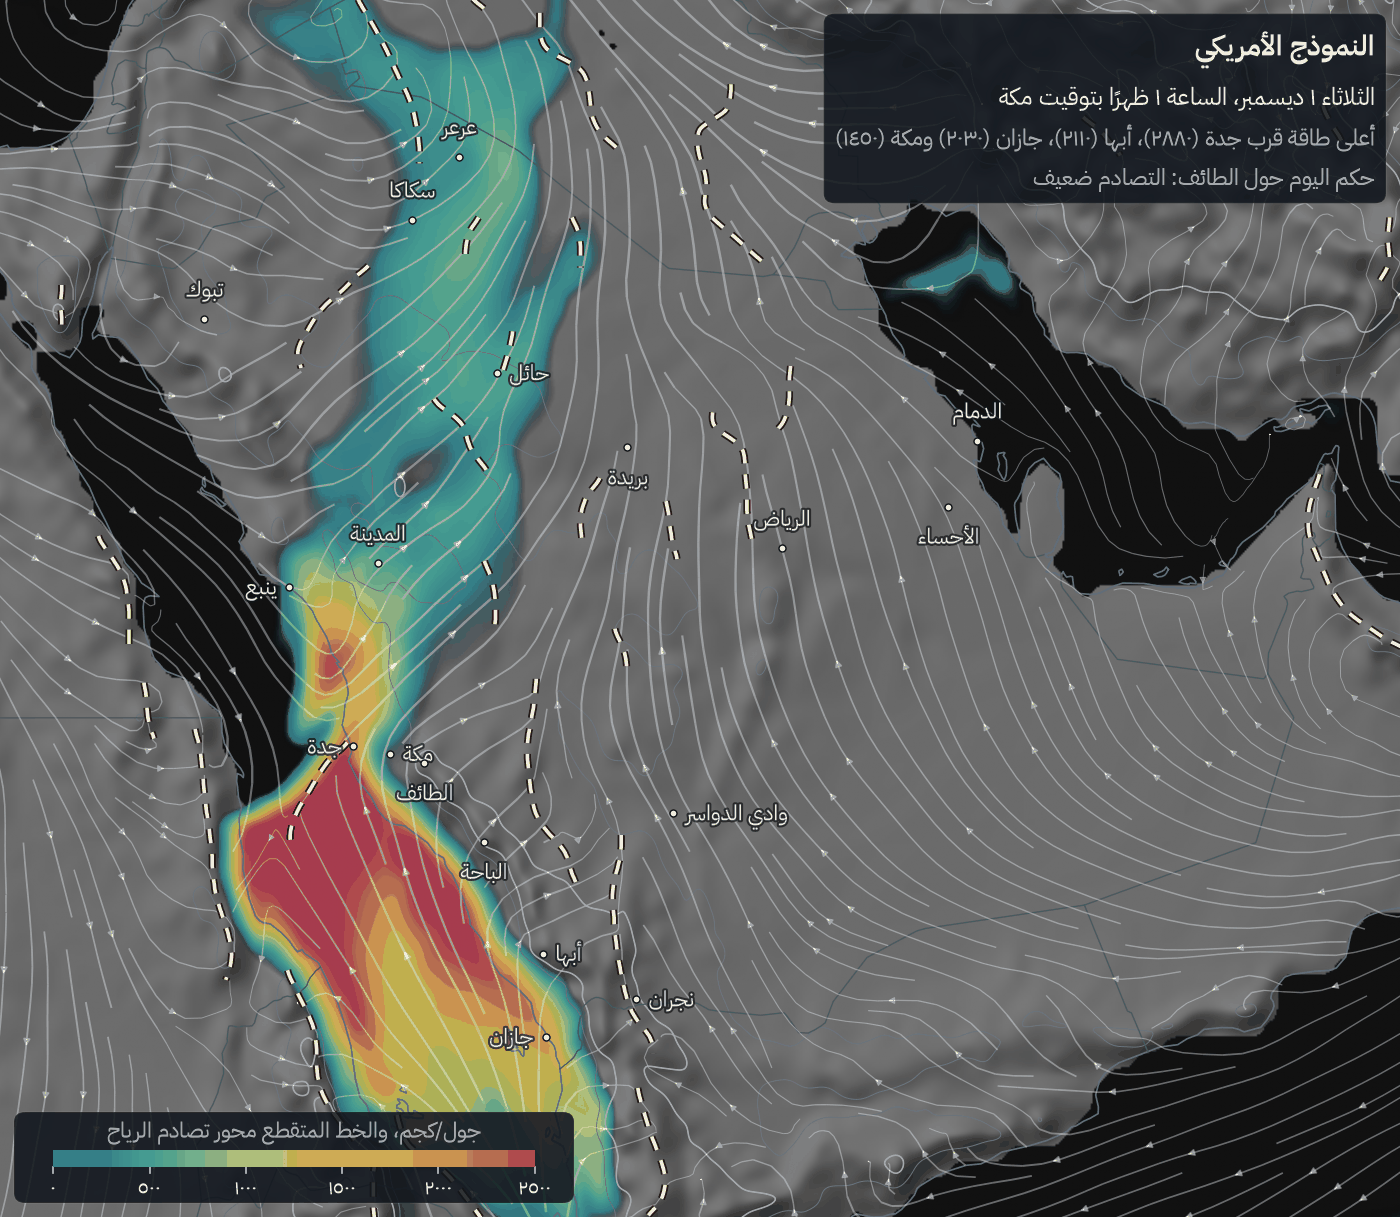 النموذج الأمريكي
الثلاثاء ١ ديسمبر، الساعة ١ ظهرًا بتوقيت مكة
أعلى طاقة قرب جدة (٢٨٨٠)، أبها (٢١١٠)، جازان (٢٠٣٠) ومكة (١٤٥٠)
حكم اليوم حول الطائف: التصادم ضعيف
عرعر
سكاكا
تبوك
حائل
الدمام
بريدة
الرياض
الأحساء
المدينة
ينبع
جدة
مكة
الطائف
وادي الدواسر
الباحة
أبها
نجران
جازان
جول/كجم، والخط المتقطع محور تصادم الرياح
٠ ٥٠٠ ١٠٠٠ ١٥٠٠ ٢٠٠٠ ٢٥٠٠